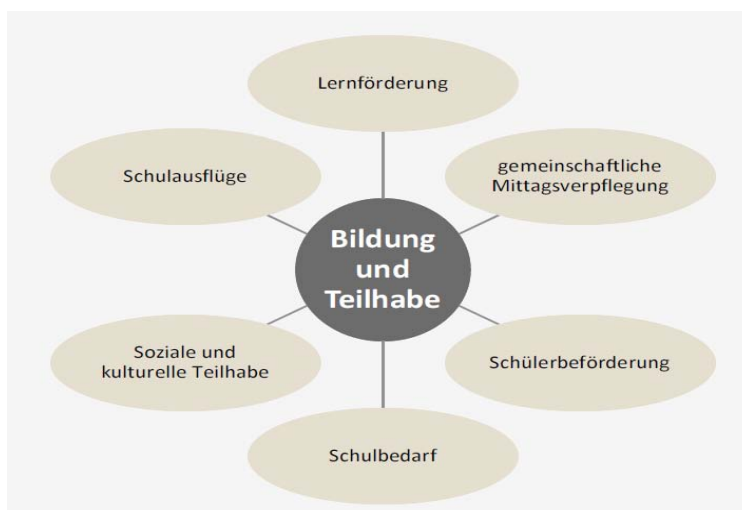 Lernförderung
Schulausflüge
gemeinschaftliche
Mittagsverpflegung
Bildung
und
Teilhabe
Soziale und
kulturelle Teilhabe
Schülerbeförderung
Schulbedarf